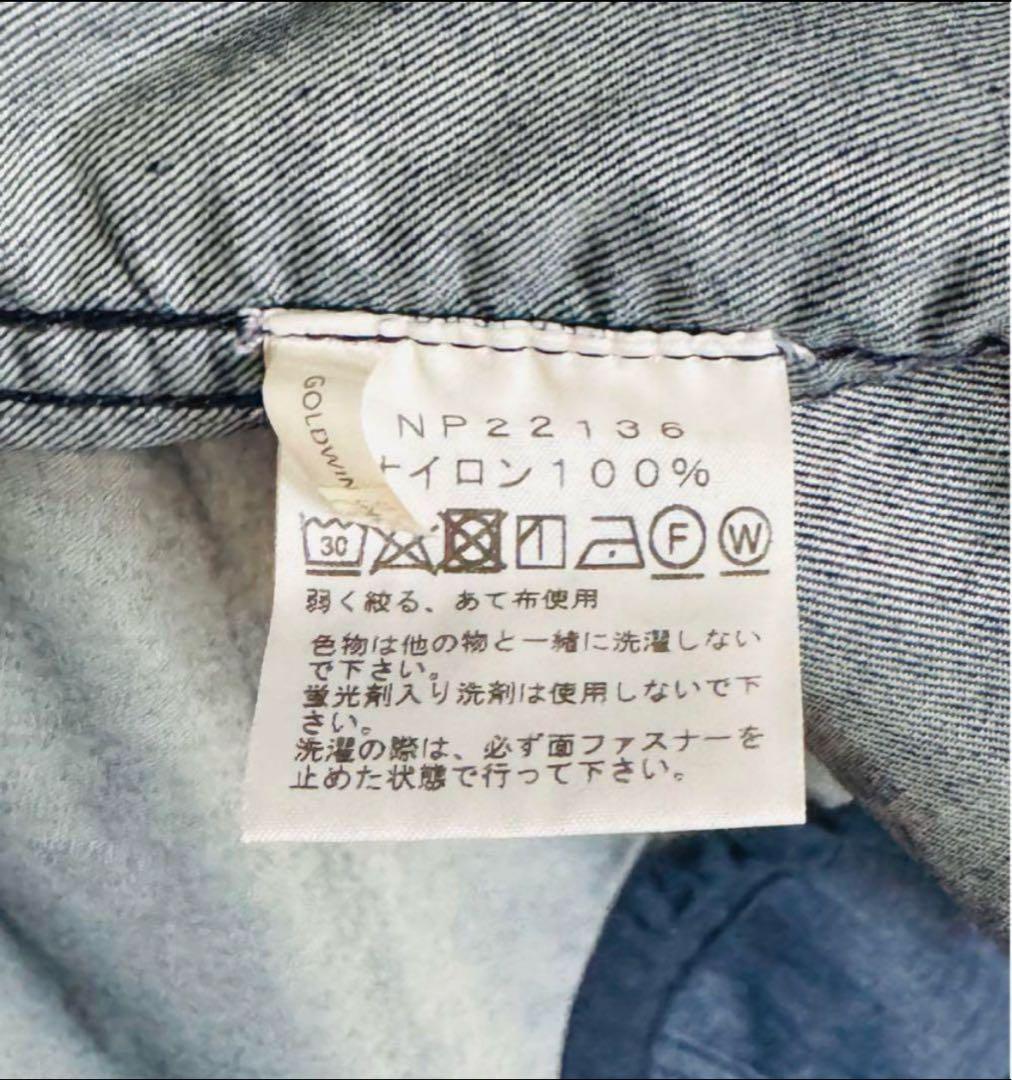 GOLDWIN
NP22136
ナイロン100%
30 F W
弱く絞る、あて布使用
色物は他の物と一緒に洗濯しない
で下さい。
蛍光剤入り洗剤は使用しないで下
さい。
洗濯の際は、必ず面ファスナーを
止めた状態で行って下さい。